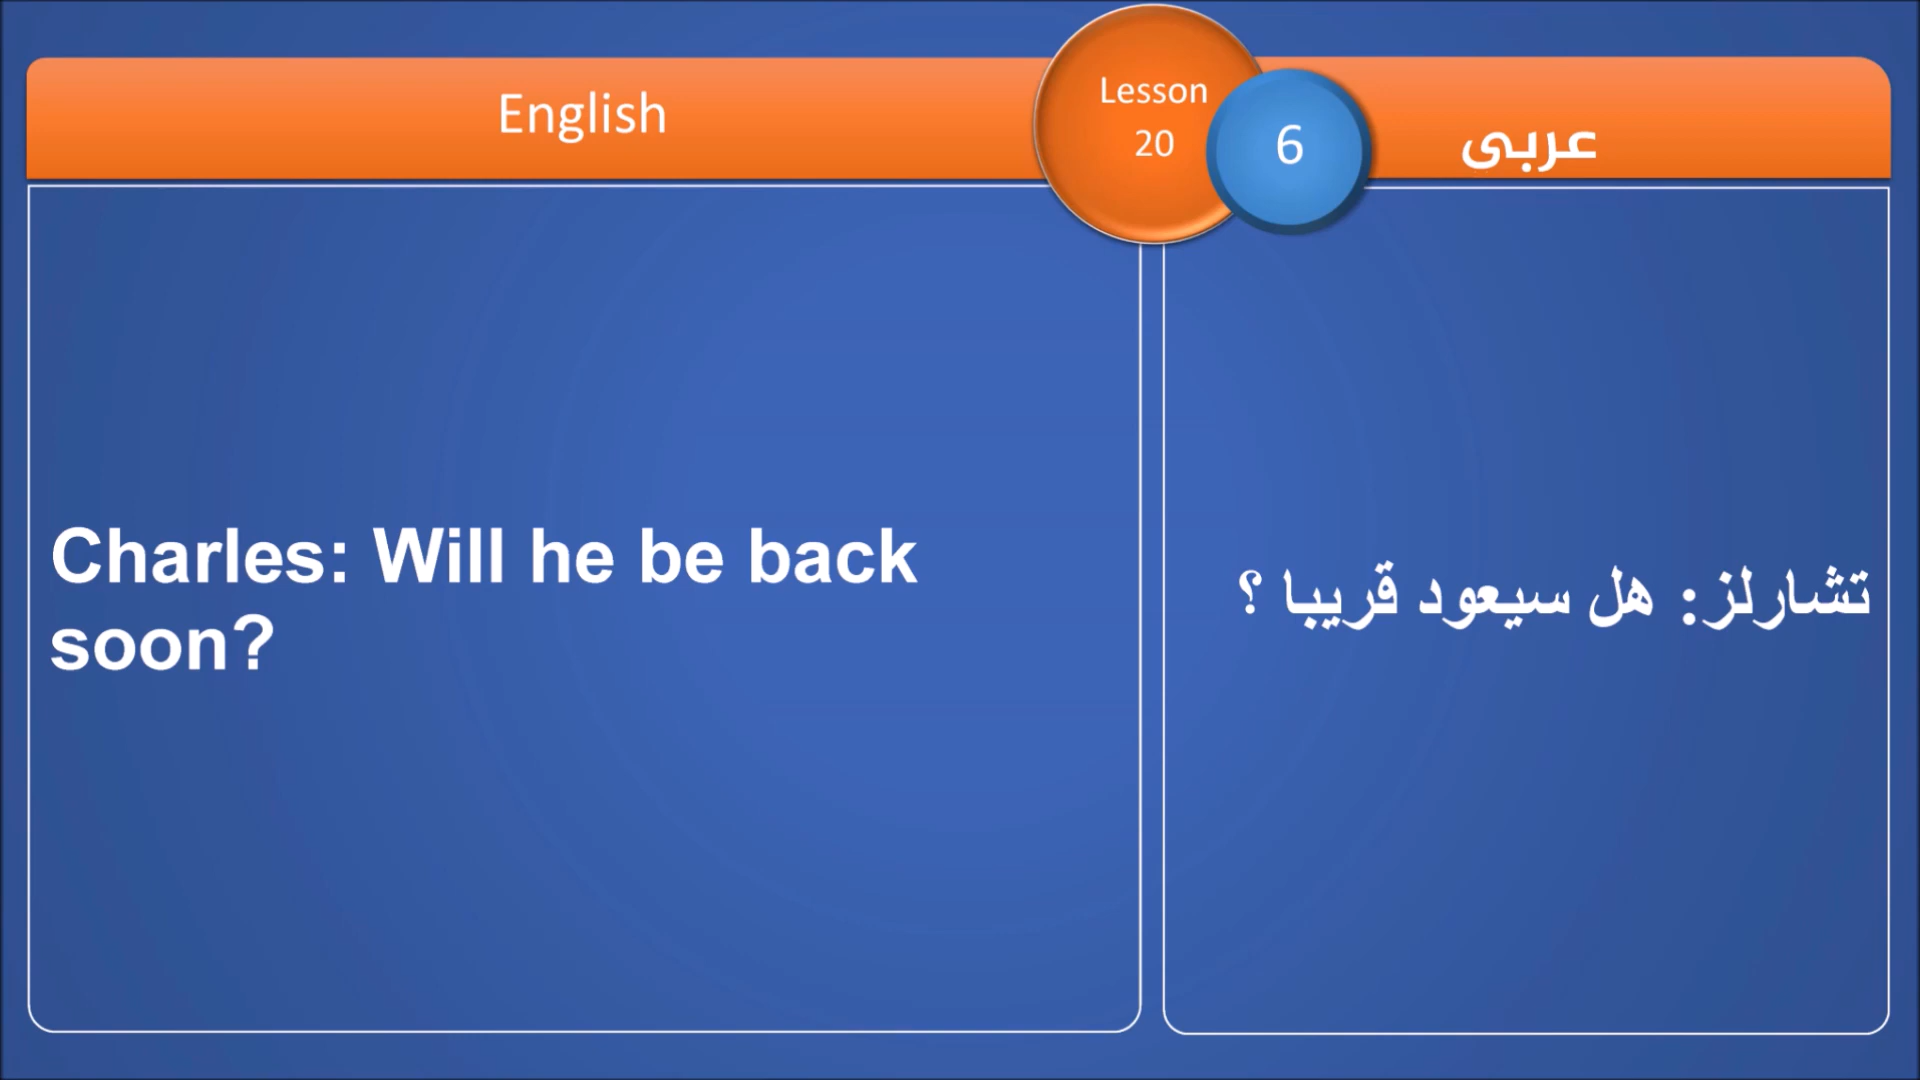 English
Lesson
20
6
عربى
Charles: Will he be back
soon?
تشارلز: هل سيعود قريبا ؟